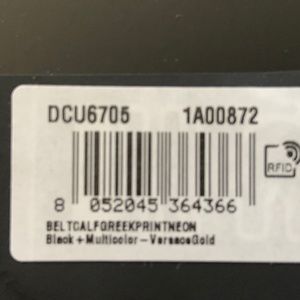 DCU6705 1A00872
RFID
8 052045 364366
BELTCALFGREEKPRINTNEON
Black+Multicolor-VersaceGold